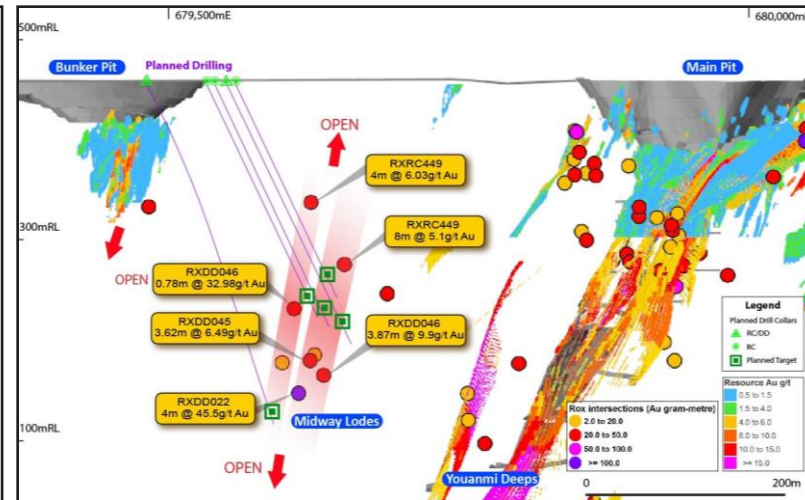 679,500mE
680,000m
500mRL
Bunker Pit
Planned Drilling
Main Pit
OPEN
RXRC449
4m @ 6.03g/t Au
300mRL
RXRC449
8m @ 5.1g/t Au
OPEN
RXDD046
0.78m @ 32.98g/t Au
RXDD045
3.62m @ 6.49g/t Au
RXDD046
3.87m @ 9.9g/t Au
RXDD022
4m @ 45.5g/t Au
Midway Lodes
100mRL
OPEN
Youanmi Deeps
Legend
Planned Drill Collars
RC/DD
RC
Planned Target
Resource Au g/t
0.5 to 1.5
1.5 to 4.0
4.0 to 6.0
6.0 to 10.0
10.0 to 15.0
>= 15.0
Rox intersections (Au gram-metre)
2.0 to 20.0
20.0 to 50.0
50.0 to 100.0
>= 100.0
0
200m